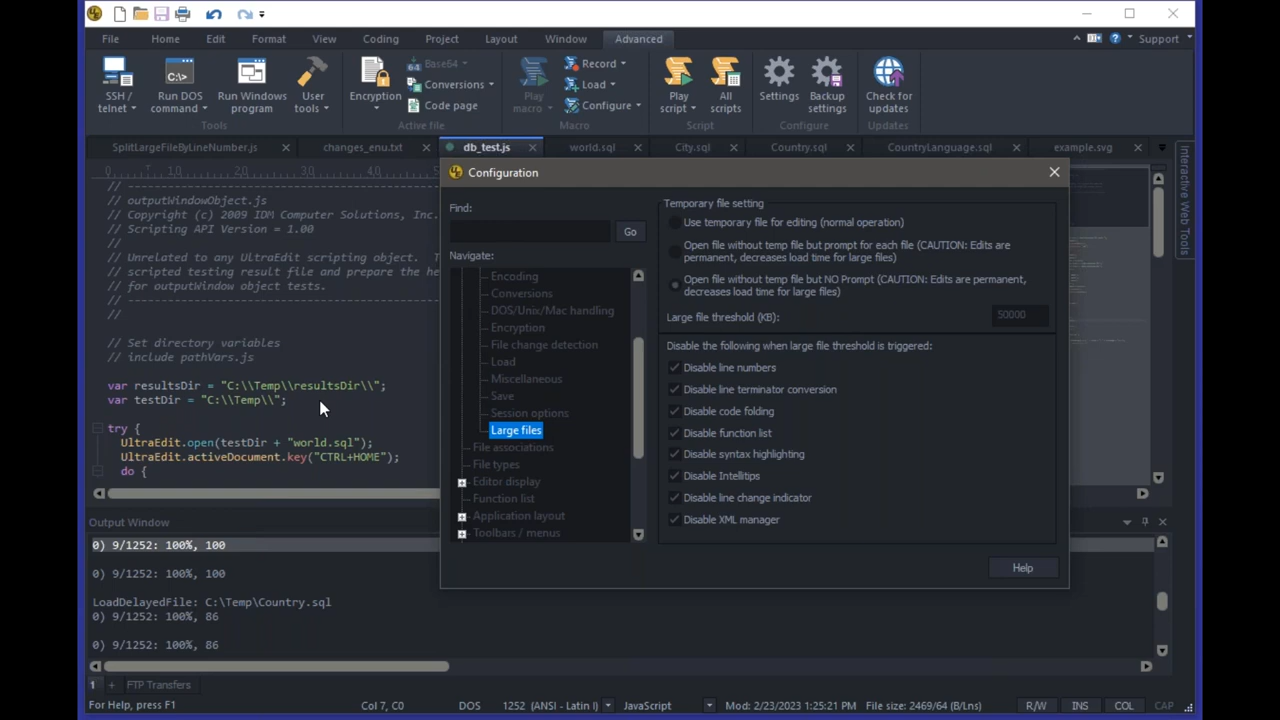 File Home Edit Format View Coding Project Layout Window Advanced Support
SSH / telnet
Run DOS command
Run Windows program
User tools
Tools
Encryption
Base64
Conversions
Code page
Active file
Play macro
Record
Load
Configure
Macro
Play script
All scripts
Script
Settings
Backup settings
Configure
Check for updates
Updates
SplitLargeFileByLineNumber.js changes_enu.txt db_test.js world.sql City.sql Country.sql CountryLanguage.sql example.svg
Interactive Web Tools
0 1,0 2,0 3,0 4,0
// outputWindowObject.js
// Copyright (c) 2009 IDM Computer Solutions, Inc.
// Scripting API Version = 1.00
//
// Unrelated to any UltraEdit scripting object. T
// scripted testing result file and prepare the he
// for outputWindow object tests.
//
// Set directory variables
// include pathVars.js
var resultsDir = "C:\\Temp\\resultsDir\\";
var testDir = "C:\\Temp\\";
try {
UltraEdit.open(testDir + "world.sql");
UltraEdit.activeDocument.key("CTRL+HOME");
do {
Configuration
Find:
Go
Navigate:
Encoding
Conversions
DOS/Unix/Mac handling
Encryption
File change detection
Load
Miscellaneous
Save
Session options
Large files
File associations
File types
Editor display
Function list
Application layout
Toolbars / menus
Temporary file setting
Use temporary file for editing (normal operation)
Open file without temp file but prompt for each file (CAUTION: Edits are
permanent, decreases load time for large files)
Open file without temp file but NO Prompt (CAUTION: Edits are permanent,
decreases load time for large files)
Large file threshold (KB): 50000
Disable the following when large file threshold is triggered:
Disable line numbers
Disable line terminator conversion
Disable code folding
Disable function list
Disable syntax highlighting
Disable Intellitips
Disable line change indicator
Disable XML manager
Help
Output Window
0) 9/1252: 100%, 100
0) 9/1252: 100%, 100
LoadDelayedFile: C:\Temp\Country.sql
0) 9/1252: 100%, 86
0) 9/1252: 100%, 86
1 + FTP Transfers
For Help, press F1 Col 7, C0 DOS 1252 (ANSI - Latin I) JavaScript Mod: 2/23/2023 1:25:21 PM File size: 2469/64 (B/Lns) R/W INS COL CAP